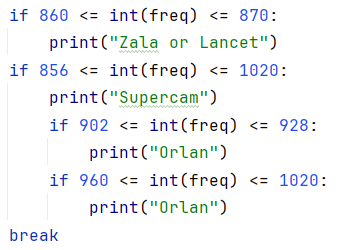 if 860 <= int(freq) <= 870:
    print("Zala or Lancet")
if 856 <= int(freq) <= 1020:
    print("Supercam")
    if 902 <= int(freq) <= 928:
        print("Orlan")
    if 960 <= int(freq) <= 1020:
        print("Orlan")
break